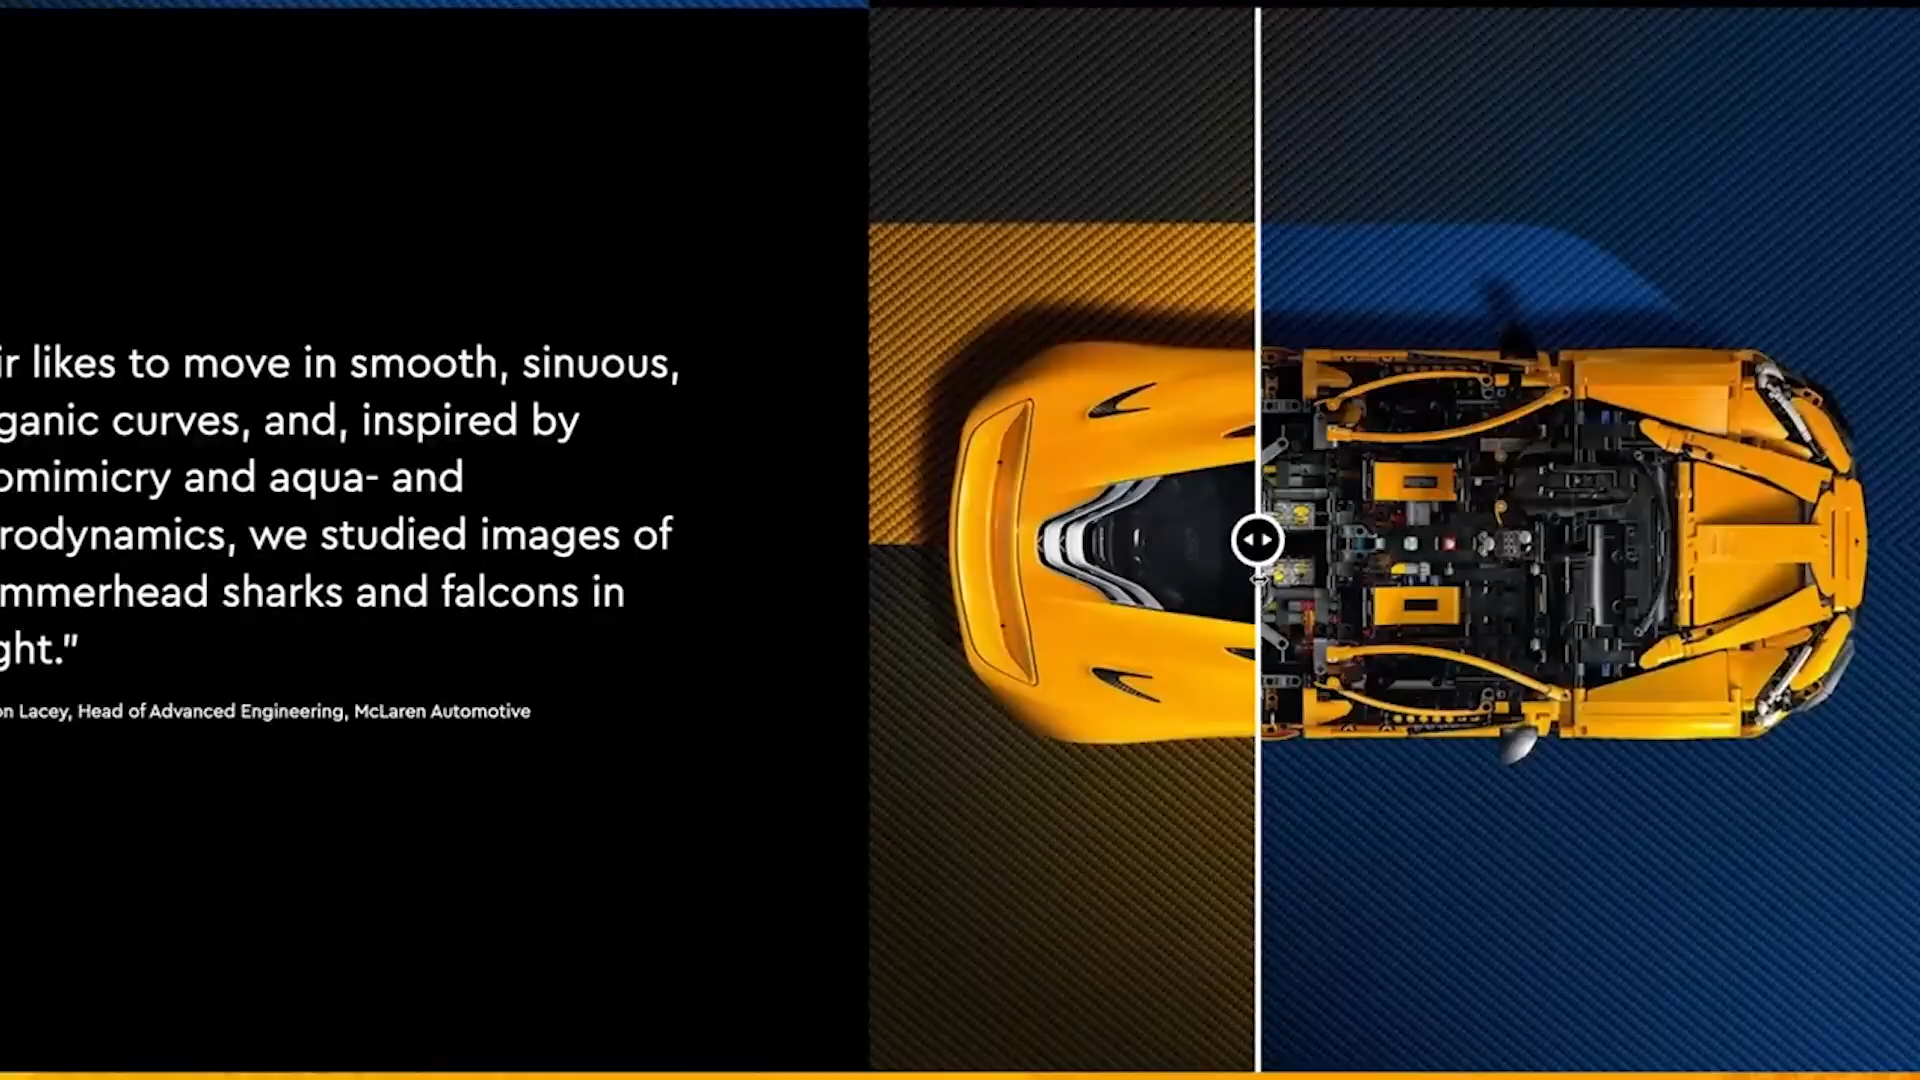 ir likes to move in smooth, sinuous,
ganic curves, and, inspired by
omimicry and aqua- and
rodynamics, we studied images of
mmerhead sharks and falcons in
ght.”
on Lacey, Head of Advanced Engineering, McLaren Automotive